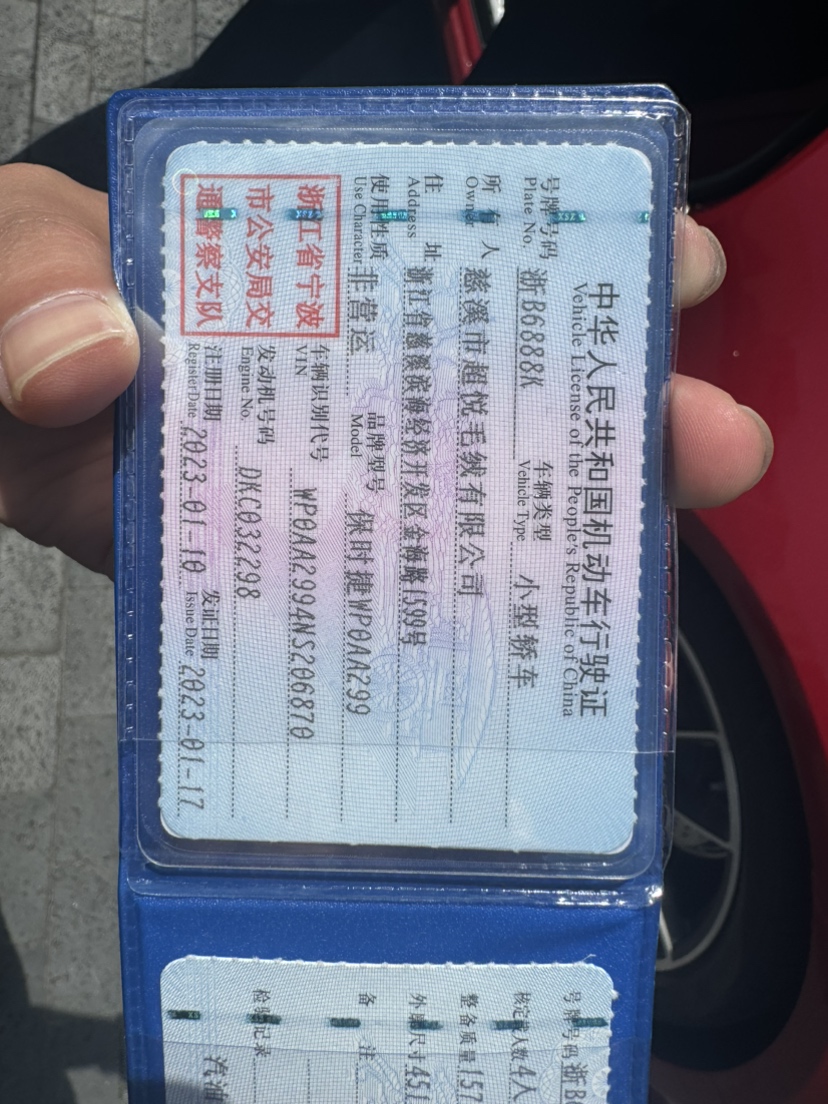 中华人民共和国机动车行驶证
Vehicle License of the People's Republic of China
号牌号码 浙B6888K 车辆类型 小型轿车
Plate No. Vehicle Type
所有人 慈溪市超悦毛绒有限公司
Owner
住址 浙江省慈溪滨海经济开发区金海路1599号
Address
使用性质 非营运 品牌型号 保时捷WP0AA299
Use Character Model
浙江省宁波
市公安局交
通警察支队
车辆识别代号 WP0AA2994NS206870
VIN
发动机号码 DKC032298
Engine No.
注册日期 2023-01-10 发证日期 2023-01-17
Register Date Issue Date
号牌号码 浙B6
核定载人数 4人
整备质量 157
外廓尺寸 451
备注
检验记录
汽油